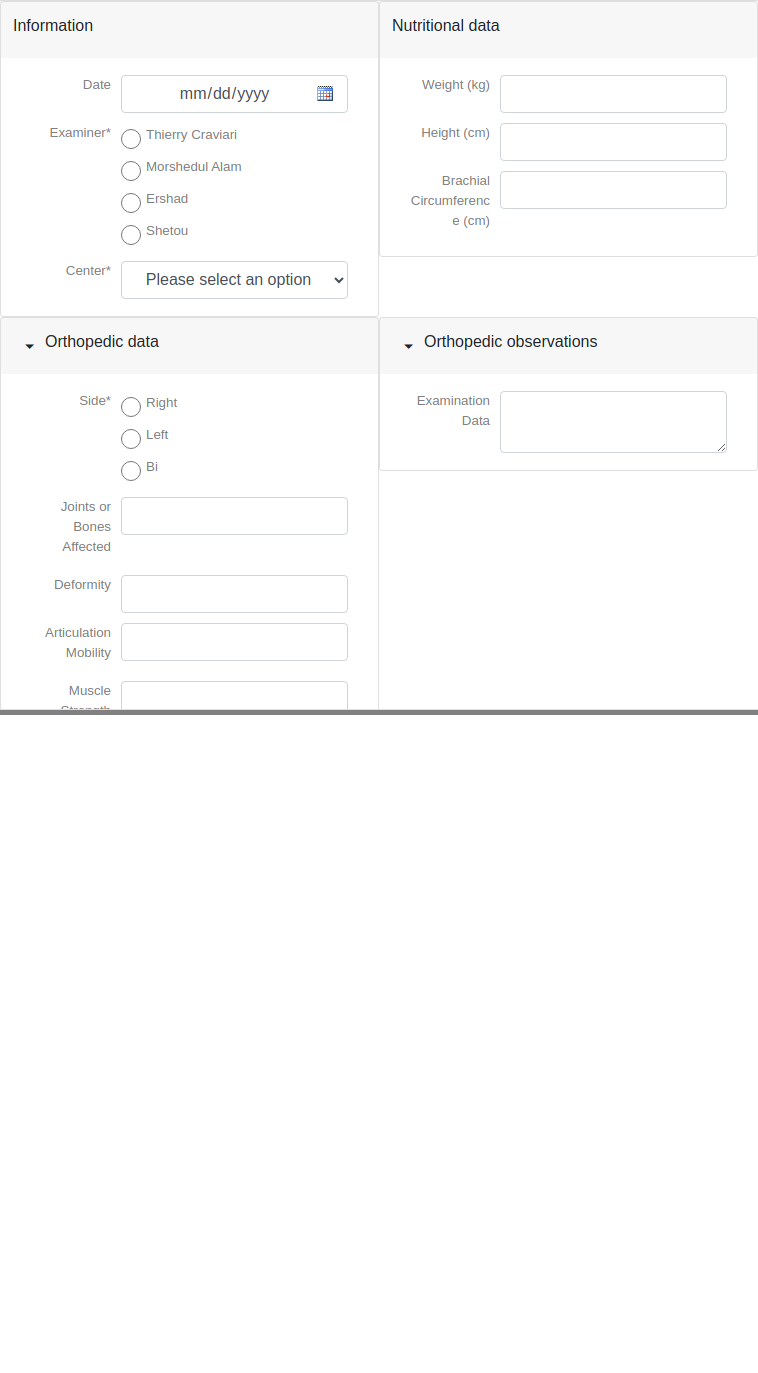 Information
Date
mm/dd/yyyy
Examiner*
Thierry Craviari
Morshedul Alam
Ershad
Shetou
Center*
Please select an option
Nutritional data
Weight (kg)
Height (cm)
Brachial
Circumferenc
e (cm)
Orthopedic data
Side*
Right
Left
Bi
Joints or
Bones
Affected
Deformity
Articulation
Mobility
Muscle
Strength
Orthopedic observations
Examination
Data